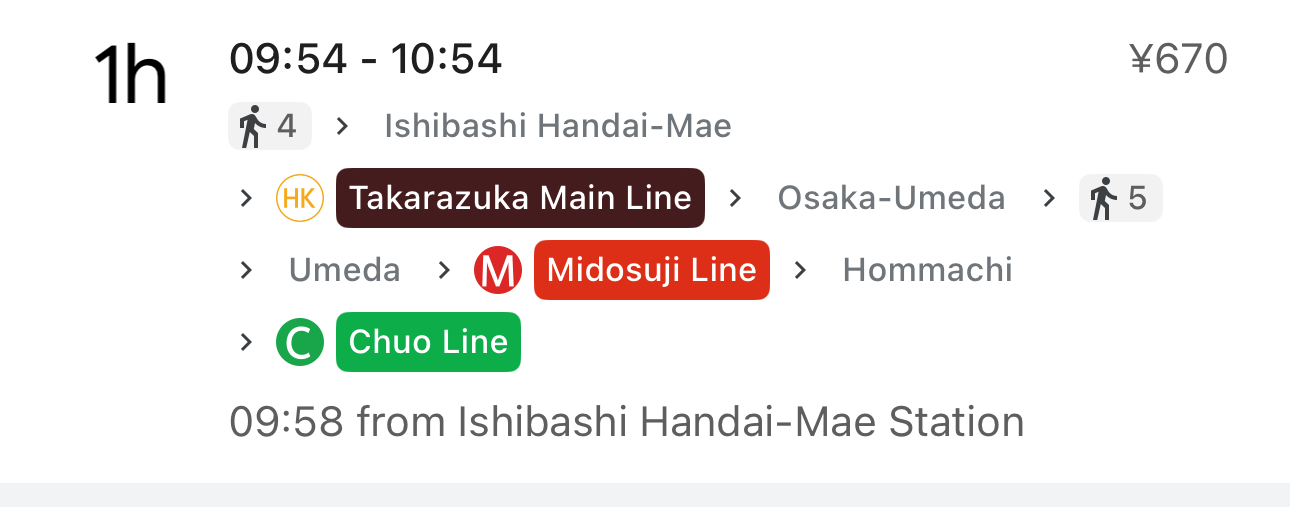 1h
09:54 - 10:54 ¥670
4 > Ishibashi Handai-Mae
> HK Takarazuka Main Line > Osaka-Umeda > 5
> Umeda > M Midosuji Line > Hommachi
> C Chuo Line
09:58 from Ishibashi Handai-Mae Station